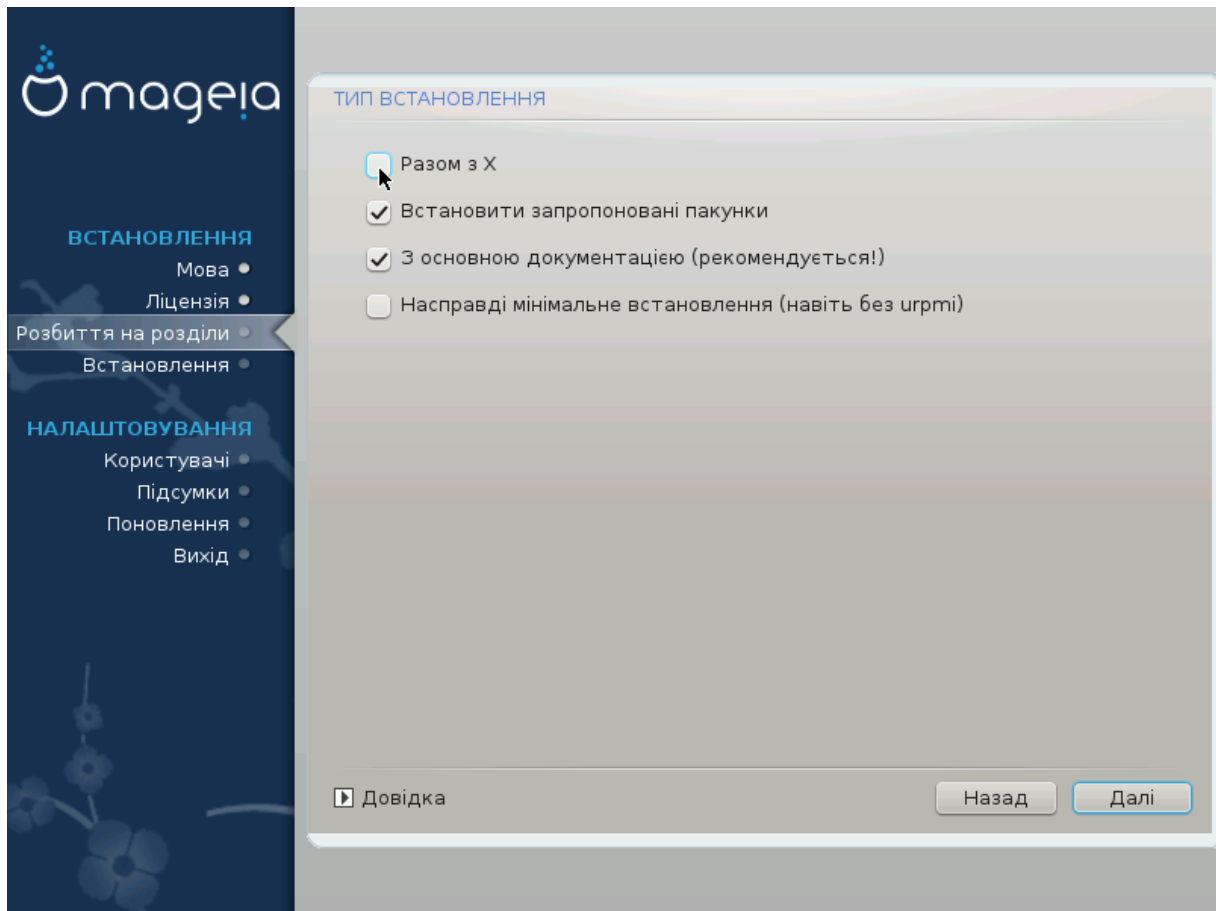 mageia
ВСТАНОВЛЕННЯ
Мова
Ліцензія
Розбиття на розділи
Встановлення
НАЛАШТОВУВАННЯ
Користувачі
Підсумки
Поновлення
Вихід
ТИП ВСТАНОВЛЕННЯ
Разом з X
Встановити запропоновані пакунки
З основною документацією (рекомендується!)
Насправді мінімальне встановлення (навіть без urpmi)
Довідка
Назад
Далі